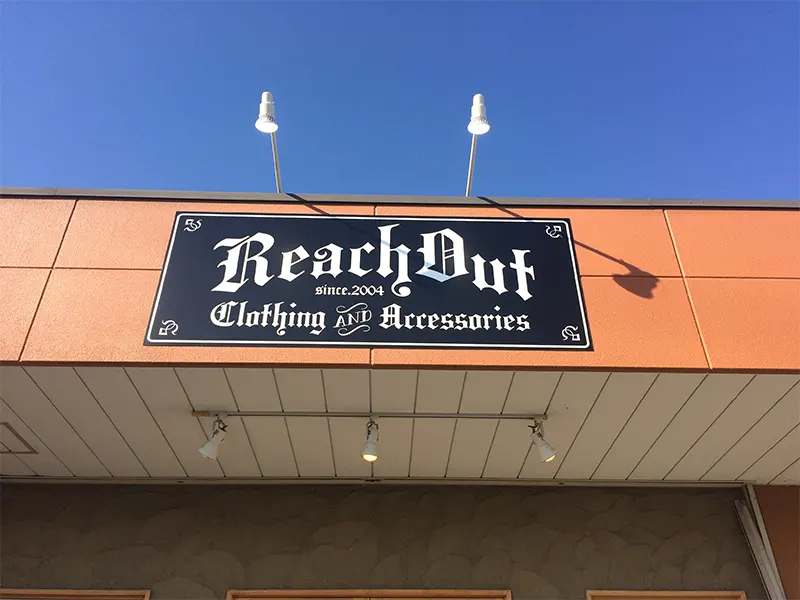 ReachOut
since.2004
Clothing AND Accessories